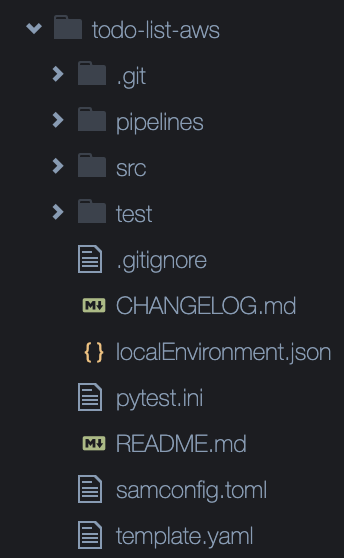 todo-list-aws
.git
pipelines
src
test
.gitignore
CHANGELOG.md
localEnvironment.json
pytest.ini
README.md
samconfig.toml
template.yaml